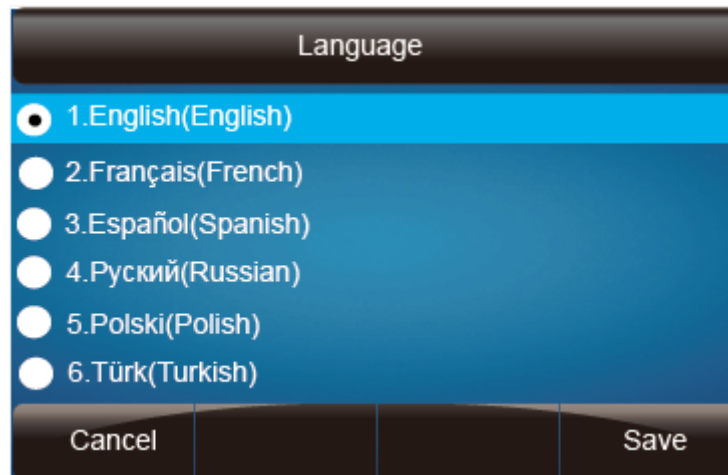 Language
1.English(English)
2.Français(French)
3.Español(Spanish)
4.Руский(Russian)
5.Polski(Polish)
6.Türk(Turkish)
Cancel Save